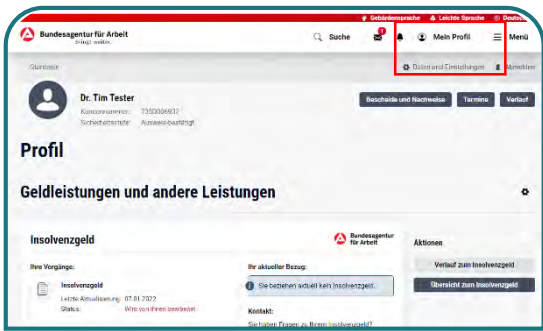 Gebärdensprache Leichte Sprache Deutsch
Bundesagentur für Arbeit
bringt weiter.
Suche Mein Profil Menü
Startseite Daten und Einstellungen Abmelden
Dr. Tim Tester
Kundennummer:
Sicherheitsstufe: Ausweis-bestätigt
Bescheide und Nachweise Termine Verlauf
Profil
Geldleistungen und andere Leistungen
Insolvenzgeld
Bundesagentur
für Arbeit
Aktionen
Ihre Vorgänge:
Ihr aktueller Bezug:
Verlauf zum Insolvenzgeld
Insolvenzgeld
Sie beziehen aktuell kein Insolvenzgeld.
Übersicht zum Insolvenzgeld
Letzte Aktualisierung: 07.01.2022
Status: Wird von Ihnen bearbeitet
Kontakt:
Sie haben Fragen zu Ihrem Insolvenzgeld?